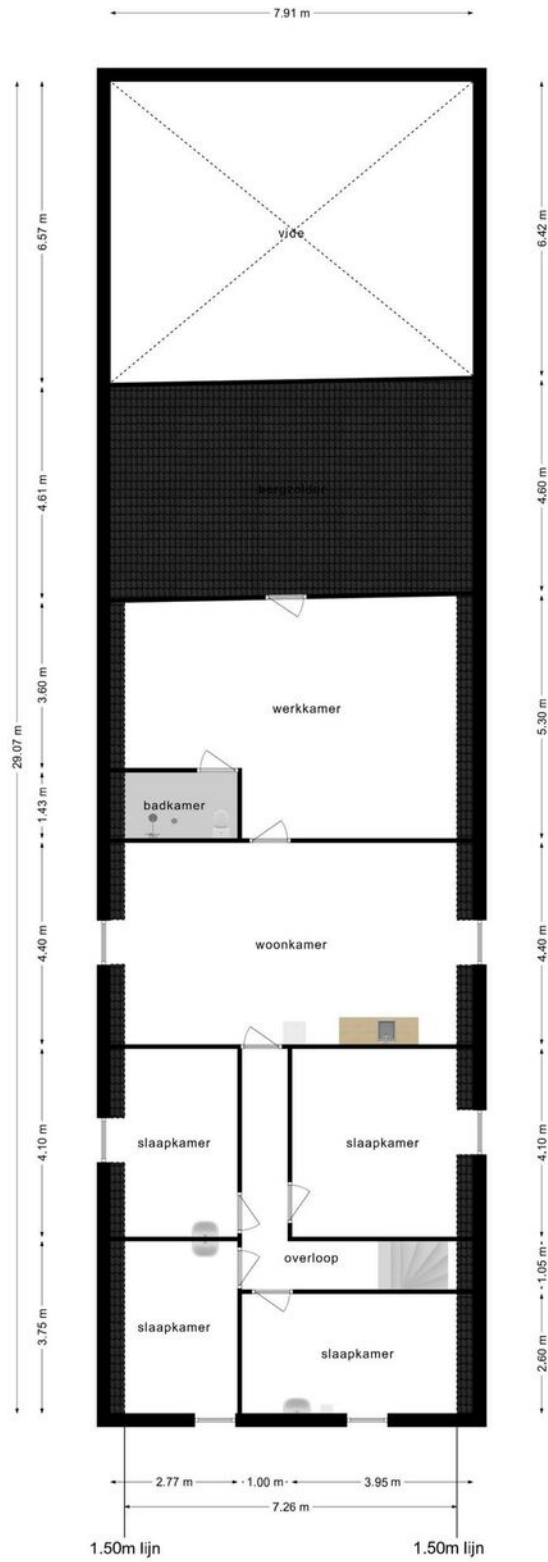 7.91 m
6.57 m
6.42 m
vide
4.61 m
4.60 m
bergzolder
29.07 m
3.60 m
5.30 m
werkkamer
1.43 m
badkamer
4.40 m
4.40 m
woonkamer
4.10 m
4.10 m
slaapkamer
slaapkamer
overloop
1.05 m
3.75 m
slaapkamer
slaapkamer
2.60 m
2.77 m
1.00 m
3.95 m
7.26 m
1.50m lijn
1.50m lijn